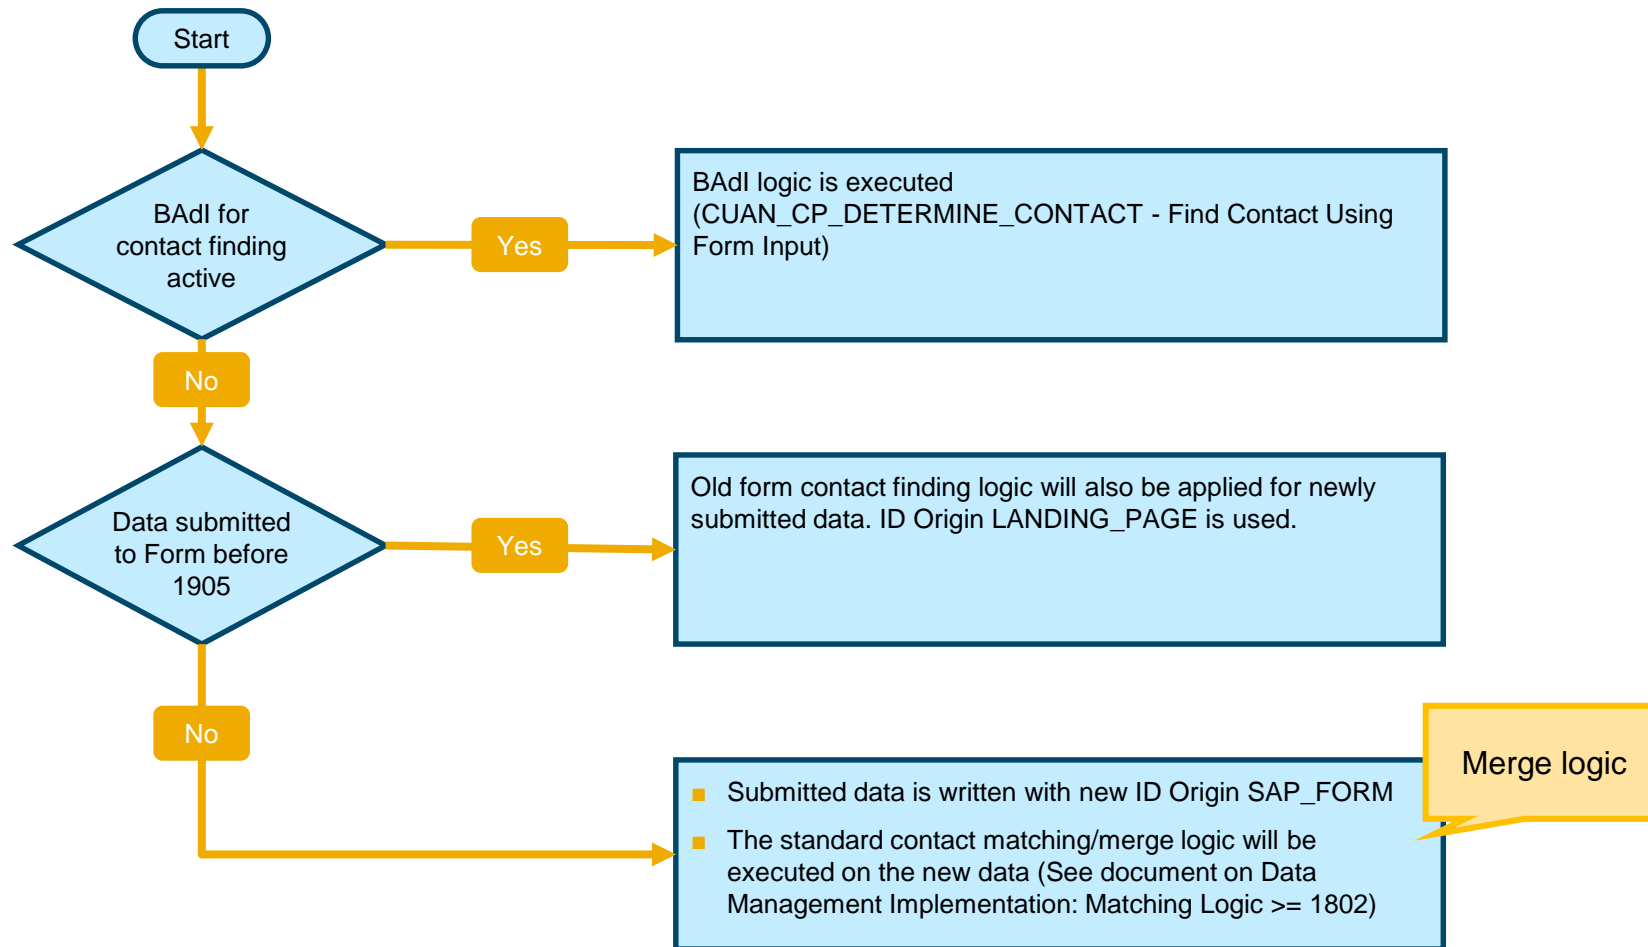 Start
BAdI for
contact finding
active
Yes
BAdI logic is executed
(CUAN_CP_DETERMINE_CONTACT - Find Contact Using
Form Input)
No
Data submitted
to Form before
1905
Yes
Old form contact finding logic will also be applied for newly
submitted data. ID Origin LANDING_PAGE is used.
No
Merge logic
Submitted data is written with new ID Origin SAP_FORM
The standard contact matching/merge logic will be
executed on the new data (See document on Data
Management Implementation: Matching Logic >= 1802)